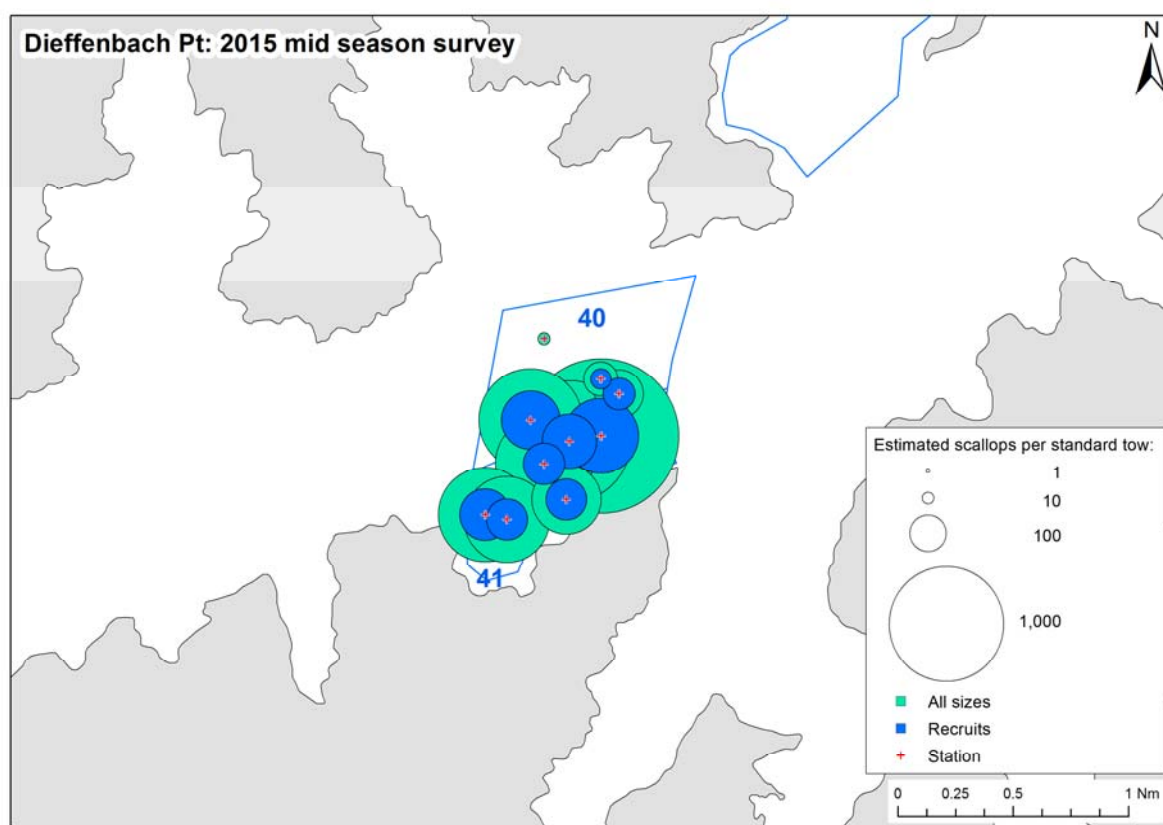 Dieffenbach Pt: 2015 mid season survey
N
40
41
Estimated scallops per standard tow:
1
10
100
1,000
All sizes
Recruits
Station
0 0.25 0.5 1 Nm